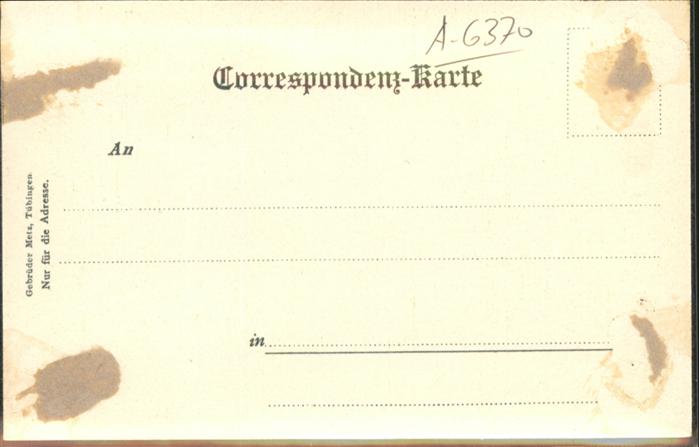 A-6370
Correspondenz-Karte
An
Gebrüder Metz, Tübingen.
Nur für die Adresse.
in